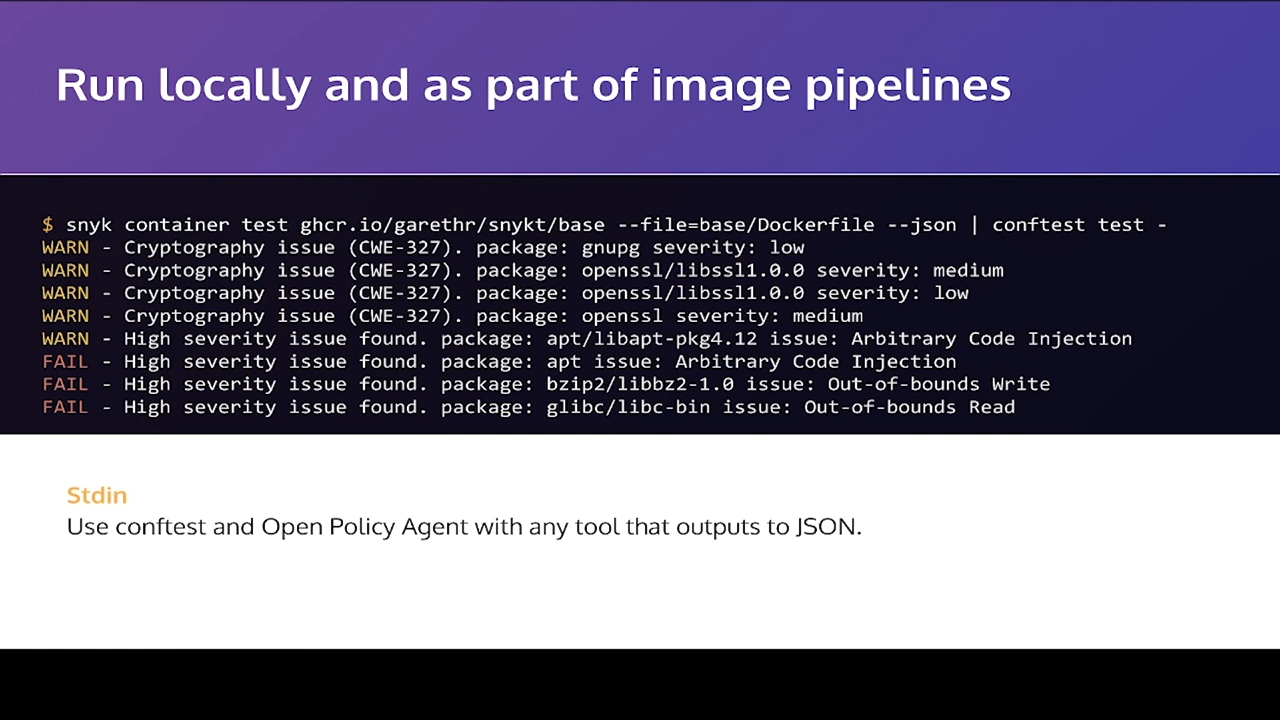 Run locally and as part of image pipelines
$ snyk container test ghcr.io/garethr/snykt/base --file=base/Dockerfile --json | conftest test -
WARN - Cryptography issue (CWE-327). package: gnupg severity: low
WARN - Cryptography issue (CWE-327). package: openssl/libssl1.0.0 severity: medium
WARN - Cryptography issue (CWE-327). package: openssl/libssl1.0.0 severity: low
WARN - Cryptography issue (CWE-327). package: openssl severity: medium
WARN - High severity issue found. package: apt/libapt-pkg4.12 issue: Arbitrary Code Injection
FAIL - High severity issue found. package: apt issue: Arbitrary Code Injection
FAIL - High severity issue found. package: bzip2/libbz2-1.0 issue: Out-of-bounds Write
FAIL - High severity issue found. package: glibc/libc-bin issue: Out-of-bounds Read
Stdin
Use conftest and Open Policy Agent with any tool that outputs to JSON.